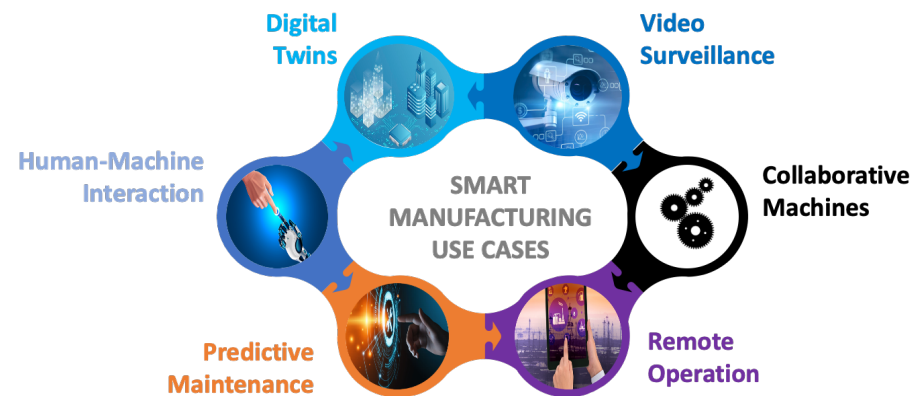 Digital
Twins
Video
Surveillance
Human-Machine
Interaction
SMART
MANUFACTURING
USE CASES
Collaborative
Machines
Predictive
Maintenance
Remote
Operation